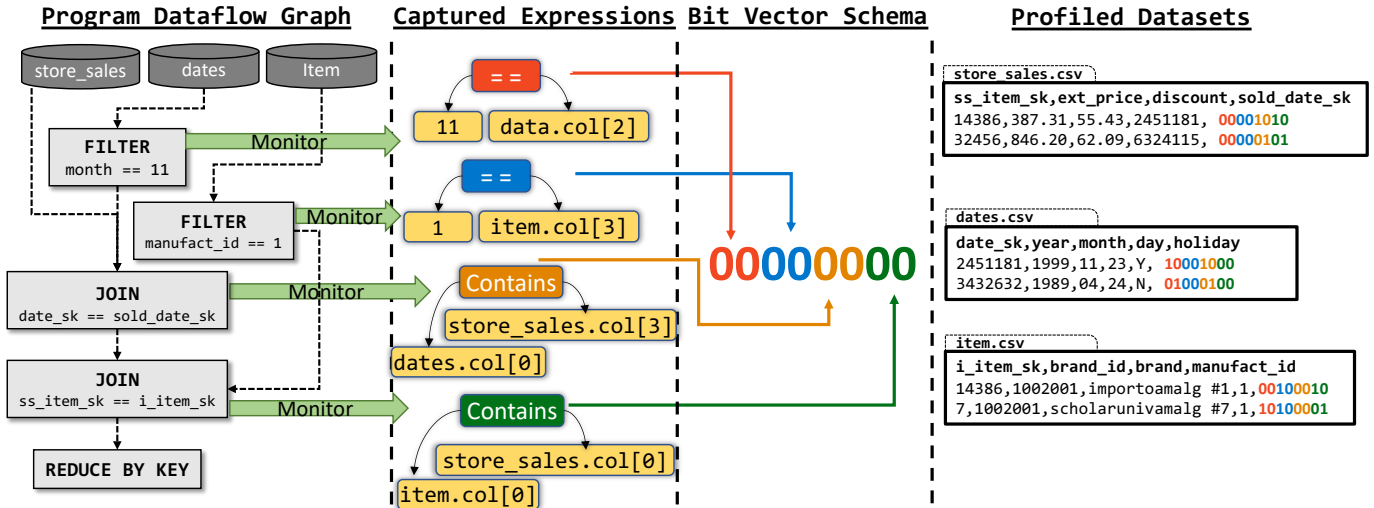 Program Dataflow Graph
store_sales
dates
Item
FILTER
month == 11
Monitor
FILTER
manufact_id == 1
Monitor
JOIN
date_sk == sold_date_sk
Monitor
JOIN
ss_item_sk == i_item_sk
Monitor
REDUCE BY KEY
Captured Expressions
= =
11
data.col[2]
= =
1
item.col[3]
Contains
store_sales.col[3]
dates.col[0]
Contains
store_sales.col[0]
item.col[0]
Bit Vector Schema
00000000
Profiled Datasets
store_sales.csv
ss_item_sk,ext_price,discount,sold_date_sk
14386,387.31,55.43,2451181, 00001010
32456,846.20,62.09,6324115, 00000101
dates.csv
date_sk,year,month,day,holiday
2451181,1999,11,23,Y, 10001000
3432632,1989,04,24,N, 01000100
item.csv
i_item_sk,brand_id,brand,manufact_id
14386,1002001,importoamalg #1,1,00100010
7,1002001,scholarunivamalg #7,1,10100001